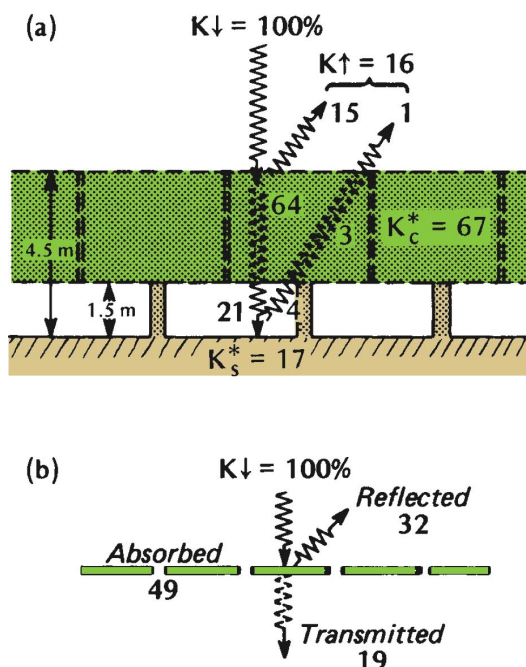 (a)
K↓ = 100%
K↑ = 16
15 1
64
3
K*c = 67
4.5 m
1.5 m
21 4
K*s = 17
(b)
K↓ = 100%
Reflected
32
Absorbed
49
Transmitted
19